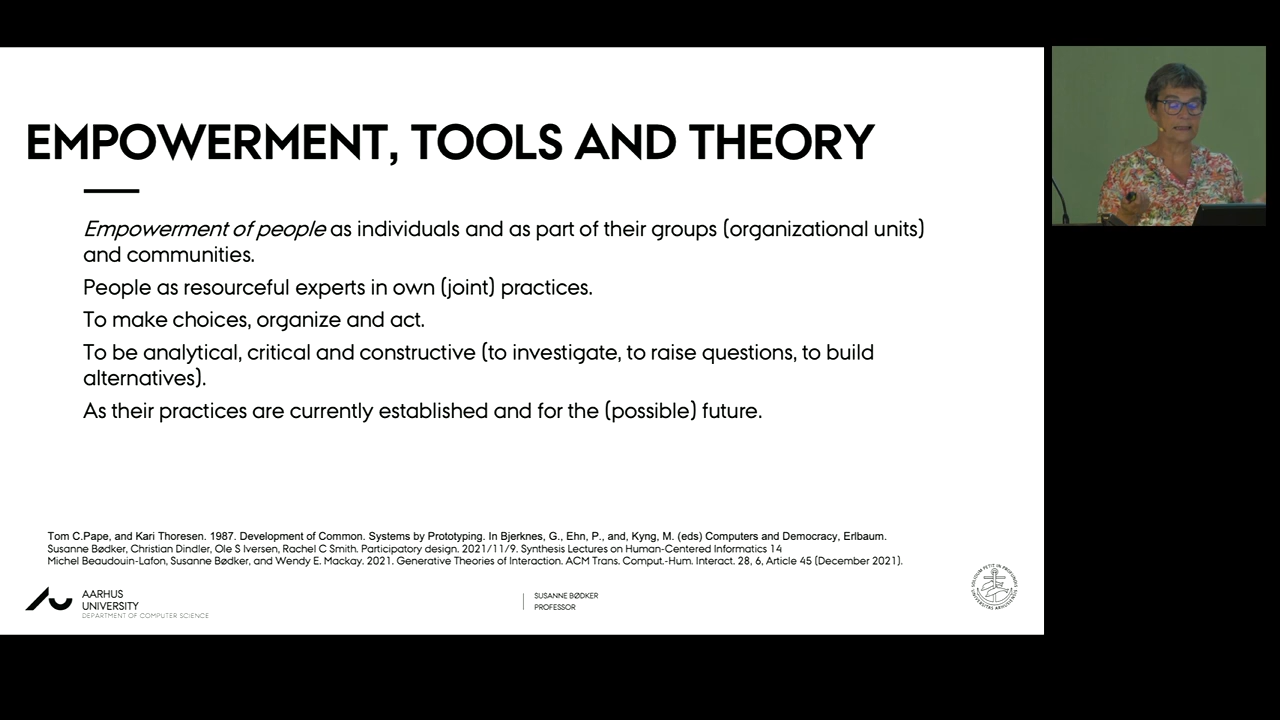 EMPOWERMENT, TOOLS AND THEORY
Empowerment of people as individuals and as part of their groups (organizational units)
and communities.
People as resourceful experts in own (joint) practices.
To make choices, organize and act.
To be analytical, critical and constructive (to investigate, to raise questions, to build
alternatives).
As their practices are currently established and for the (possible) future.
Tom C.Pape, and Kari Thoresen. 1987. Development of Common. Systems by Prototyping. In Bjerknes, G., Ehn, P., and, Kyng, M. (eds) Computers and Democracy, Erlbaum.
Susanne Bødker, Christian Dindler, Ole S Iversen, Rachel C Smith. Participatory design. 2021/11/9. Synthesis Lectures on Human-Centered Informatics 14
Michel Beaudouin-Lafon, Susanne Bødker, and Wendy E. Mackay. 2021. Generative Theories of Interaction. ACM Trans. Comput.-Hum. Interact. 28, 6, Article 45 (December 2021).
AARHUS
UNIVERSITY
DEPARTMENT OF COMPUTER SCIENCE
SUSANNE BØDKER
PROFESSOR